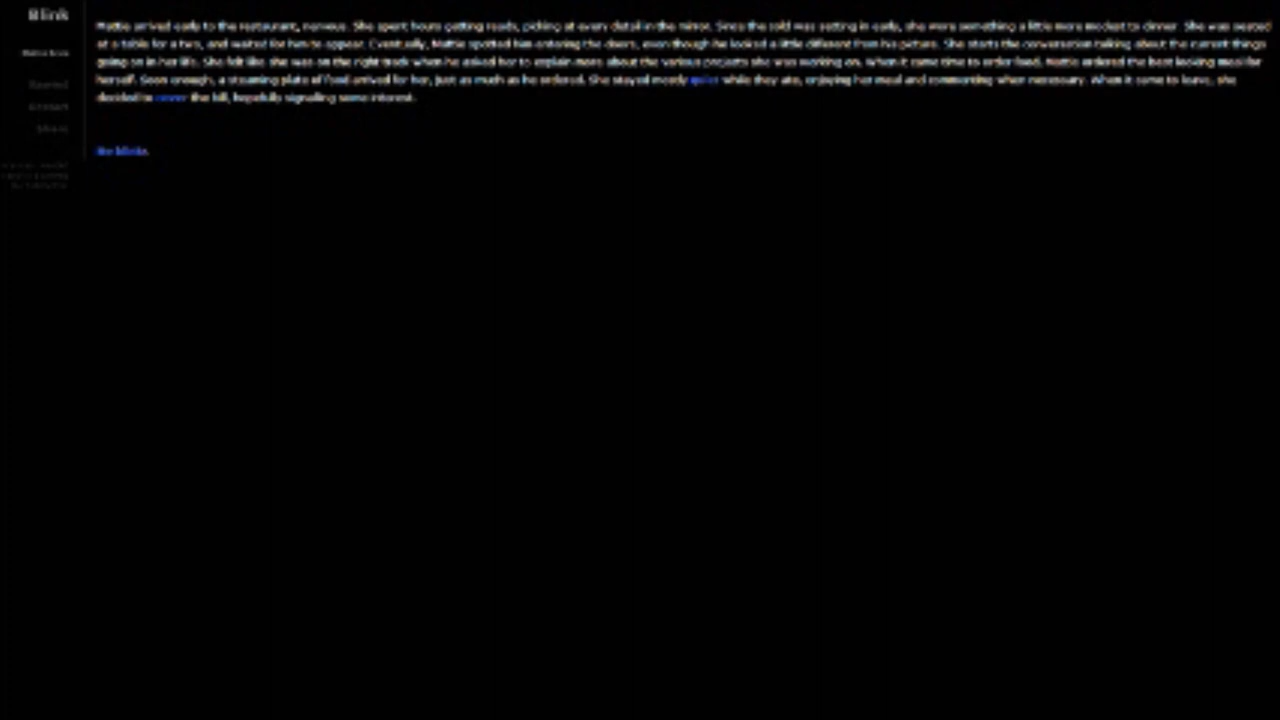 Blink
Mattie arrived early to the restaurant, nervous. She spent hours getting ready, picking at every detail in the mirror. Since the cold was setting in early, she wore something a little more modest to dinner. She was seated
at a table for a two, and waited for him to appear. Eventually, Mattie spotted him entering the doors, even though he looked a little different from his picture. She starts the conversation talking about the current things
going on in her life. She felt like she was on the right track when he asked her to explain more about the various projects she was working on. When it came time to order food, Mattie ordered the best looking meal for
herself. Soon enough, a steaming plate of food arrived for her, just as much as he ordered. She stayed mostly quiet while they ate, enjoying her meal and commenting when necessary. When it came to leave, she
decided to cover the bill, hopefully signaling some interest.
He blinks.